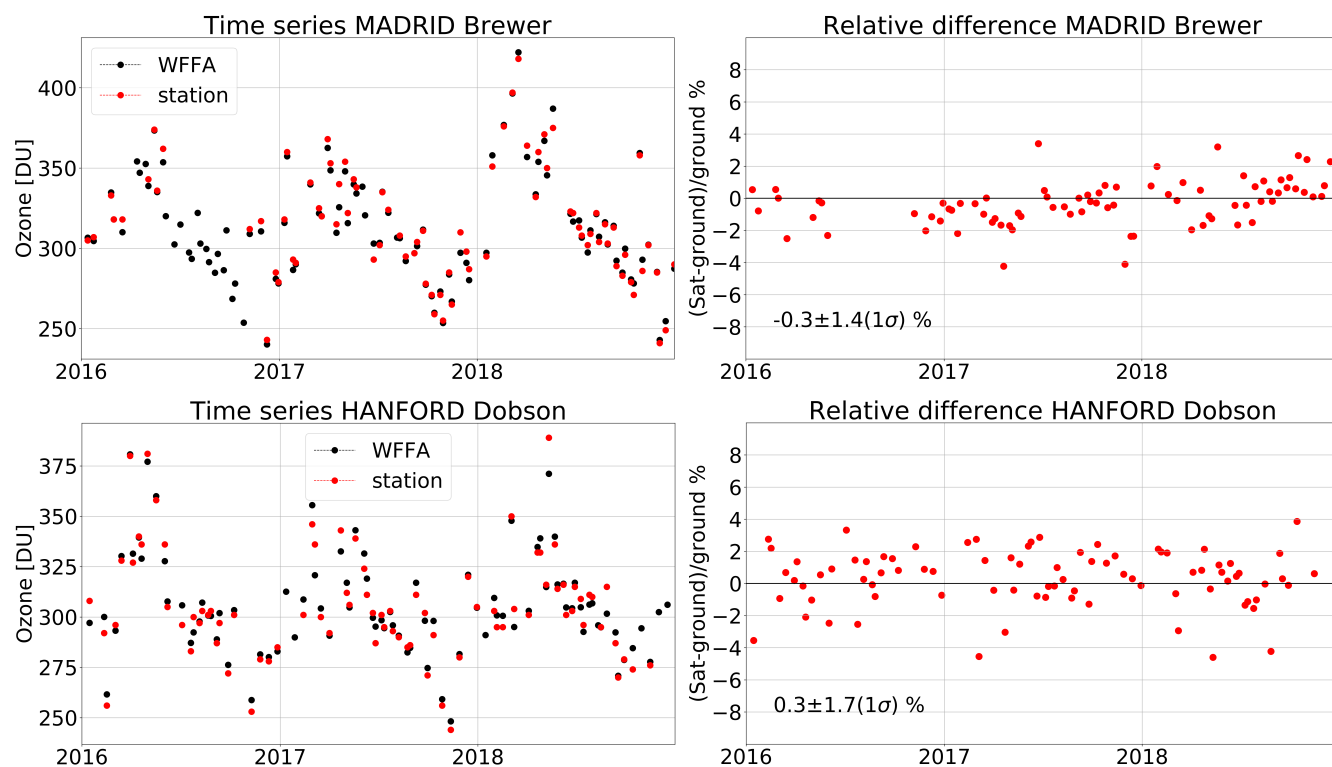 Time series MADRID Brewer
Ozone [DU]
400
350
300
250
WFFA
station
2016
2017
2018
Relative difference MADRID Brewer
(Sat-ground)/ground %
8
6
4
2
0
−2
−4
−6
−8
-0.3±1.4(1σ) %
2016
2017
2018
Time series HANFORD Dobson
Ozone [DU]
375
350
325
300
275
250
WFFA
station
2016
2017
2018
Relative difference HANFORD Dobson
(Sat-ground)/ground %
8
6
4
2
0
−2
−4
−6
−8
0.3±1.7(1σ) %
2016
2017
2018